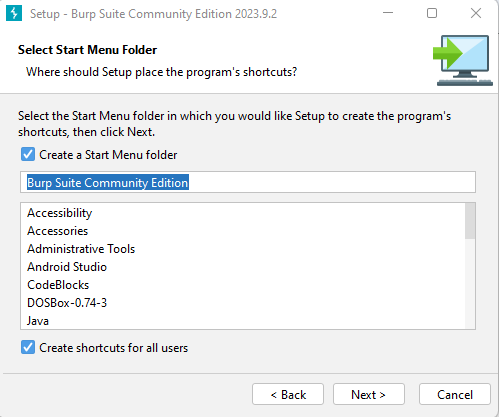 Setup - Burp Suite Community Edition 2023.9.2
Select Start Menu Folder
Where should Setup place the program's shortcuts?
Select the Start Menu folder in which you would like Setup to create the program's
shortcuts, then click Next.
Create a Start Menu folder
Burp Suite Community Edition
Accessibility
Accessories
Administrative Tools
Android Studio
CodeBlocks
DOSBox-0.74-3
Java
Create shortcuts for all users
< Back
Next >
Cancel